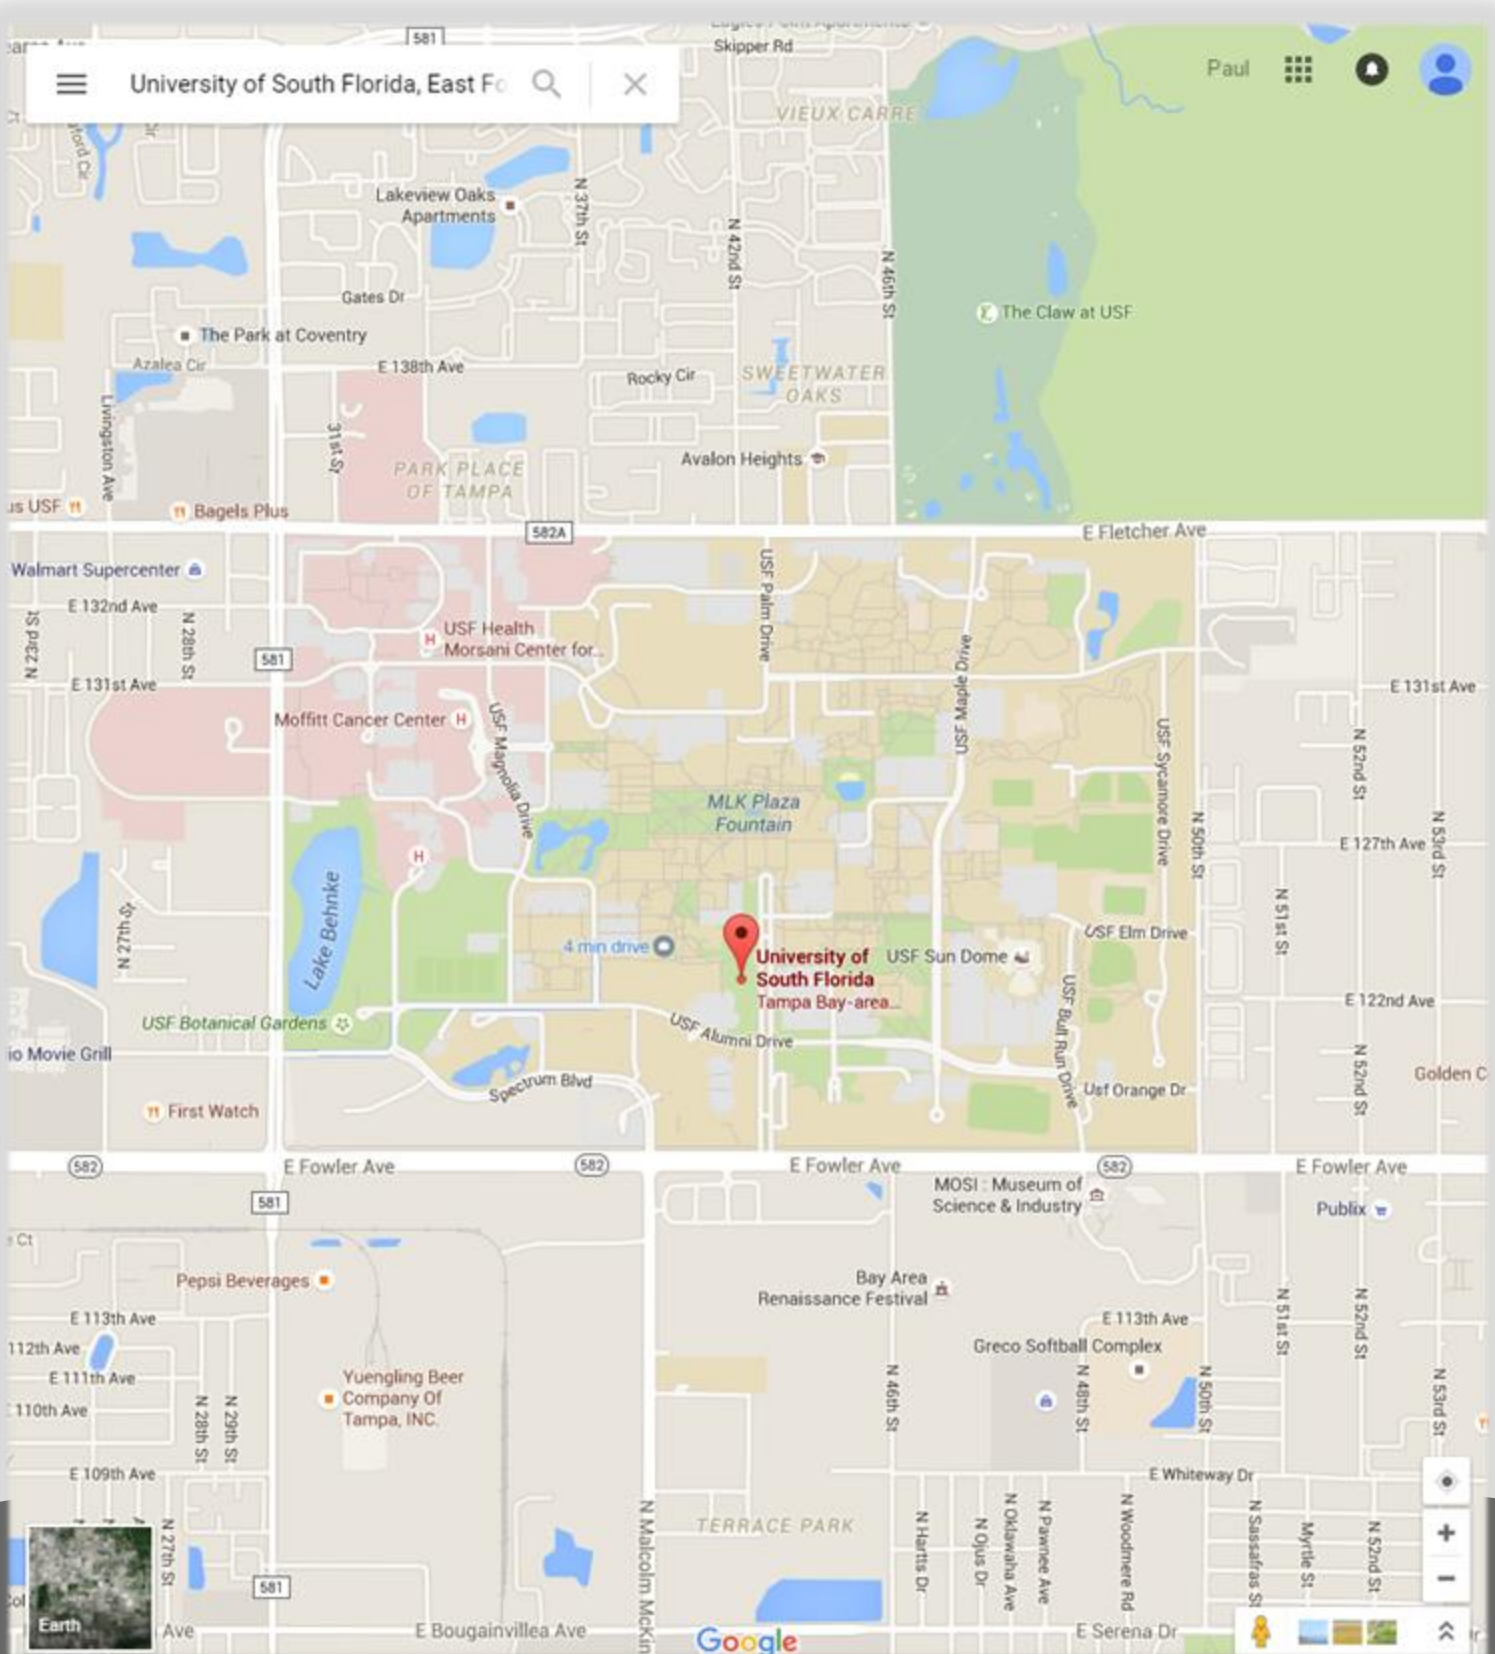 581
Skipper Rd
University of South Florida, East Fo
Paul
VIEUX CARRE
Lakeview Oaks
Apartments
N 37th St
N 42nd St
N 46th St
Gates Dr
The Claw at USF
The Park at Coventry
Azalea Cir
E 138th Ave
Rocky Cir
SWEETWATER
OAKS
Livingston Ave
31st St
Avalon Heights
PARK PLACE
OF TAMPA
us USF
Bagels Plus
582A
E Fletcher Ave
Walmart Supercenter
E 132nd Ave
N 23rd St
N 28th St
USF Health
Morsani Center for...
USF Palm Drive
USF Maple Drive
581
E 131st Ave
E 131st Ave
Moffitt Cancer Center
USF Magnolia Drive
USF Sycamore Drive
N 52nd St
MLK Plaza
Fountain
N 50th St
E 127th Ave
N 53rd St
Lake Behnke
N 27th St
N 51st St
4 min drive
University of
South Florida
Tampa Bay-area...
USF Sun Dome
USF Elm Drive
E 122nd Ave
USF Botanical Gardens
USF Alumni Drive
USF Bull Run Drive
io Movie Grill
Spectrum Blvd
Usf Orange Dr
N 52nd St
Golden C
First Watch
582
E Fowler Ave
582
E Fowler Ave
582
E Fowler Ave
581
MOSI : Museum of
Science & Industry
Publix
Ct
Pepsi Beverages
Bay Area
Renaissance Festival
N 51st St
N 52nd St
E 113th Ave
E 113th Ave
112th Ave
Greco Softball Complex
E 111th Ave
Yuengling Beer
Company Of
Tampa, INC.
110th Ave
N 28th St
N 29th St
N 46th St
N 48th St
N 50th St
N 53rd St
E 109th Ave
E Whiteway Dr
N 27th St
N Malcolm McKin
TERRACE PARK
N Hartts Dr
N Ojus Dr
N Oklawaha Ave
N Pawnee Ave
N Woodmere Rd
N Sassafras St
Myrtle St
N 52nd St
581
Earth
Ave
E Bougainvillea Ave
Google
E Serena Dr